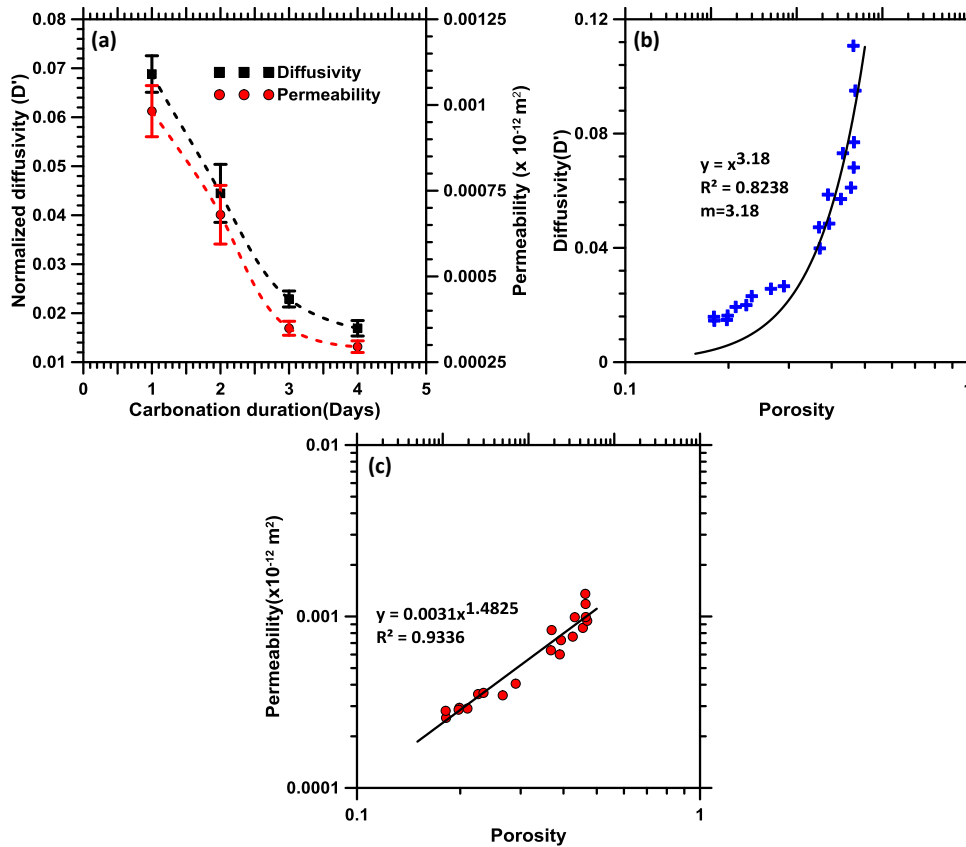 (a)
Diffusivity
Permeability
0.08
0.07
0.06
0.05
0.04
0.03
0.02
0.01
Normalized diffusivity (D')
0.00125
0.001
0.00075
0.0005
0.00025
Permeability (x 10-12 m2)
0 1 2 3 4 5
Carbonation duration(Days)
(b)
0.12
0.08
0.04
0
Diffusivity(D')
y = x3.18
R² = 0.8238
m=3.18
0.1 1
Porosity
(c)
0.01
0.001
0.0001
Permeability(x10-12 m2)
y = 0.0031x1.4825
R² = 0.9336
0.1 1
Porosity